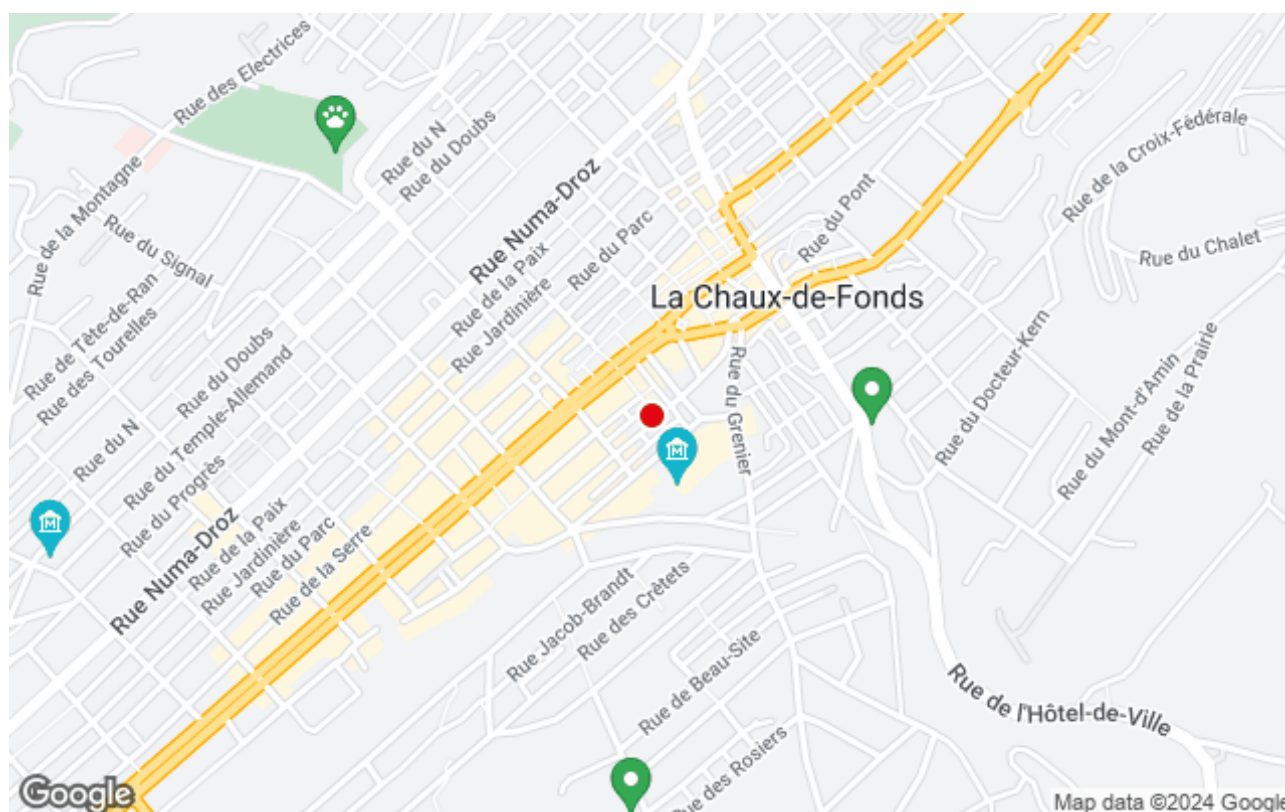 Rue des Electrices
Rue du N
Rue du Doubs
Rue de la Croix-Fédérale
Rue de la Montagne
Rue du Signal
Rue Numa-Droz
Rue du Parc
Rue du Pont
Rue du Chalet
Rue de la Paix
Rue Jardinière
La Chaux-de-Fonds
Rue de Tête-de-Ran
Rue des Tourelles
Rue du Doubs
Rue du Temple-Allemand
Rue du N
Rue du Progrès
Rue du Grenier
Rue du Docteur-Kern
Rue du Mont-d'Amin
Rue de la Prairie
M
M
Rue Numa-Droz
Rue de la Paix
Rue Jardinière
Rue du Parc
Rue de la Serre
Rue Jacob-Brandt
Rue des Crêtets
Rue de Beau-Site
Rue de l'Hôtel-de-Ville
Rue des Rosiers
Google
Map data ©2024 Google